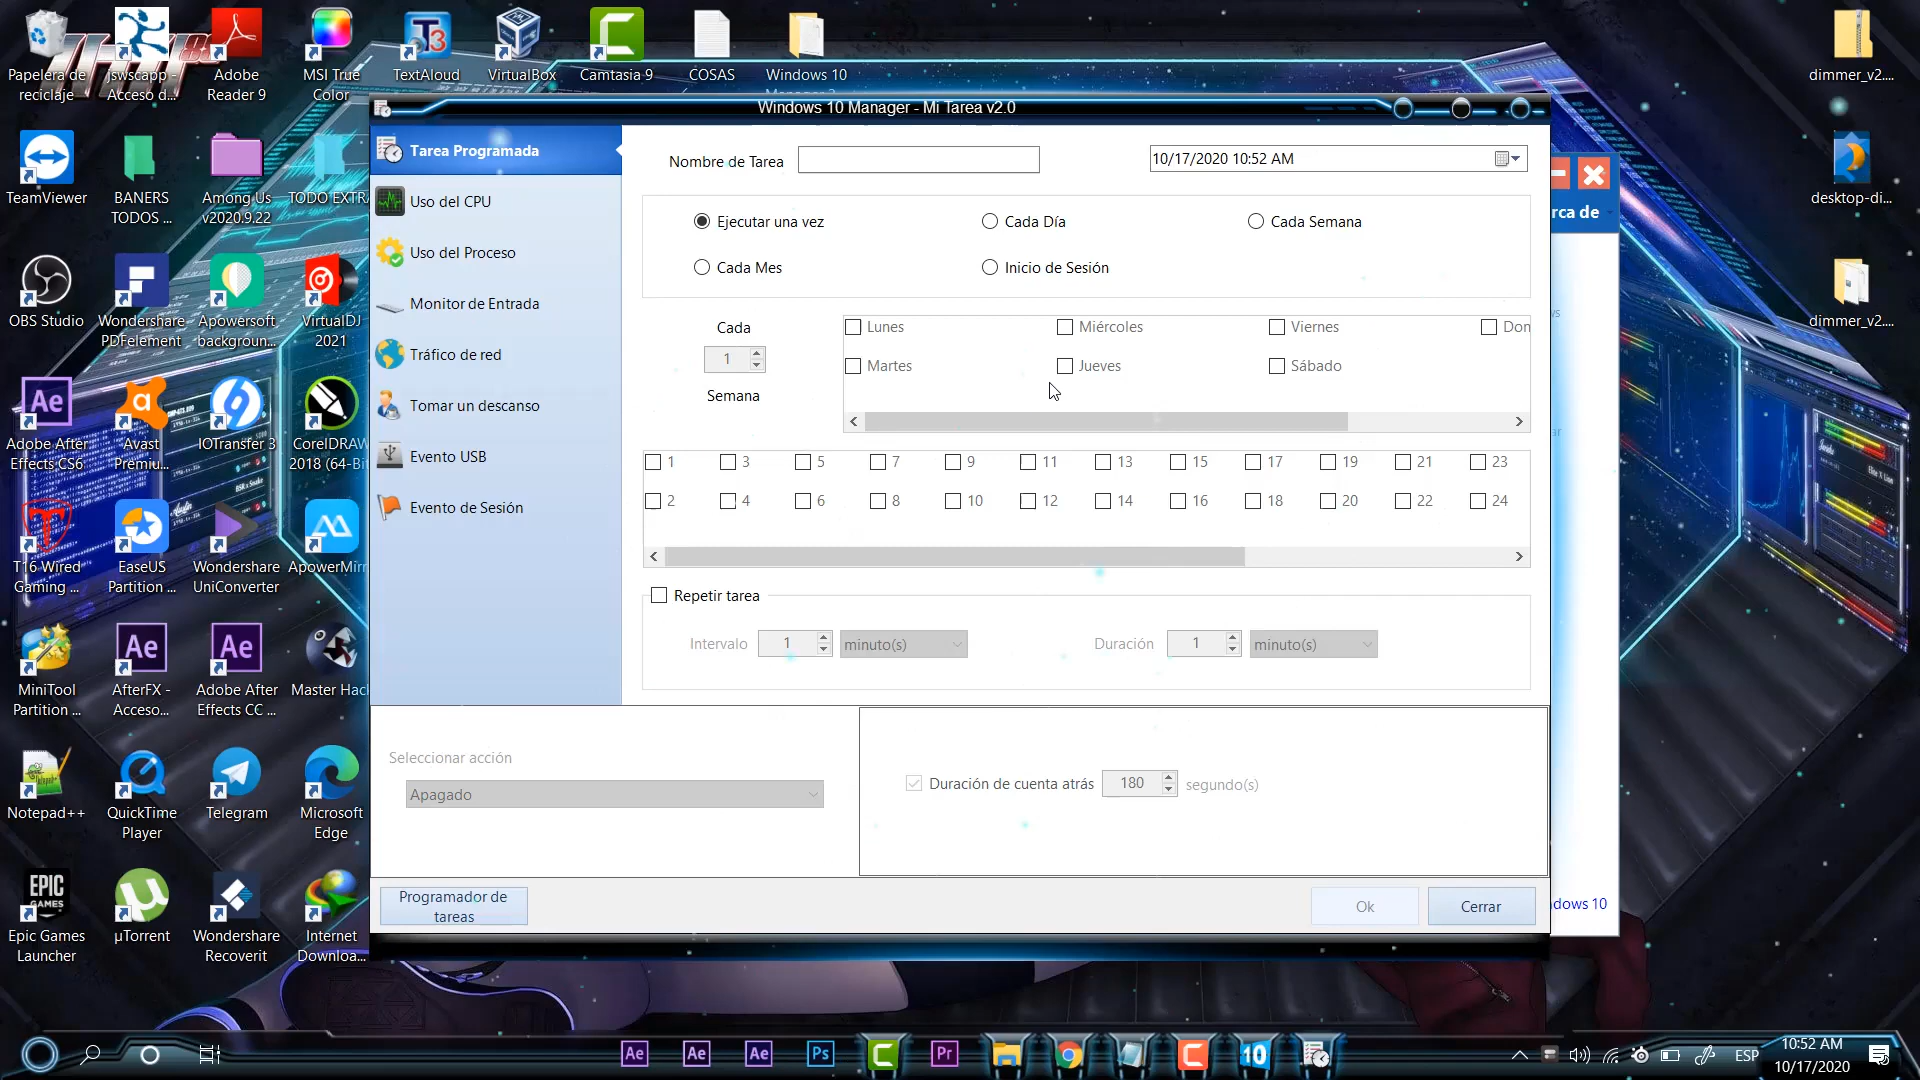 Papelera de
reciclaje
jswscapp -
Acceso d...
Adobe
Reader 9
MSI True
Color
TextAloud
VirtualBox
Camtasia 9
COSAS
Windows 10
dimmer_v2....
Windows 10 Manager - Mi Tarea v2.0
TeamViewer
BANERS
TODOS ...
Among Us
v2020.9.22
TODO EXTR
desktop-di...
OBS Studio
Wondershare
PDFelement
Apowersoft
backgroun...
VirtualDJ
2021
dimmer_v2....
Adobe After
Effects CS6
Avast
Premiu...
IOTransfer 3
CorelDRAW
2018 (64-Bit
T16 Wired
Gaming ...
EaseUS
Partition ...
Wondershare
UniConverter
ApowerMirr
MiniTool
Partition ...
AfterFX -
Acceso...
Adobe After
Effects CC ...
Master Hac
Notepad++
QuickTime
Player
Telegram
Microsoft
Edge
Epic Games
Launcher
µTorrent
Wondershare
Recoverit
Internet
Downloa...
Tarea Programada
Uso del CPU
Uso del Proceso
Monitor de Entrada
Tráfico de red
Tomar un descanso
Evento USB
Evento de Sesión
Nombre de Tarea
10/17/2020 10:52 AM
Ejecutar una vez
Cada Día
Cada Semana
Cada Mes
Inicio de Sesión
Cada
1
Semana
Lunes
Miércoles
Viernes
Don
Martes
Jueves
Sábado
1 3 5 7 9 11 13 15 17 19 21 23
2 4 6 8 10 12 14 16 18 20 22 24
Repetir tarea
Intervalo 1 minuto(s)
Duración 1 minuto(s)
Seleccionar acción
Apagado
Duración de cuenta atrás 180 segundo(s)
Programador de
tareas
Ok
Cerrar
rca de
dows 10
ESP
10:52 AM
10/17/2020